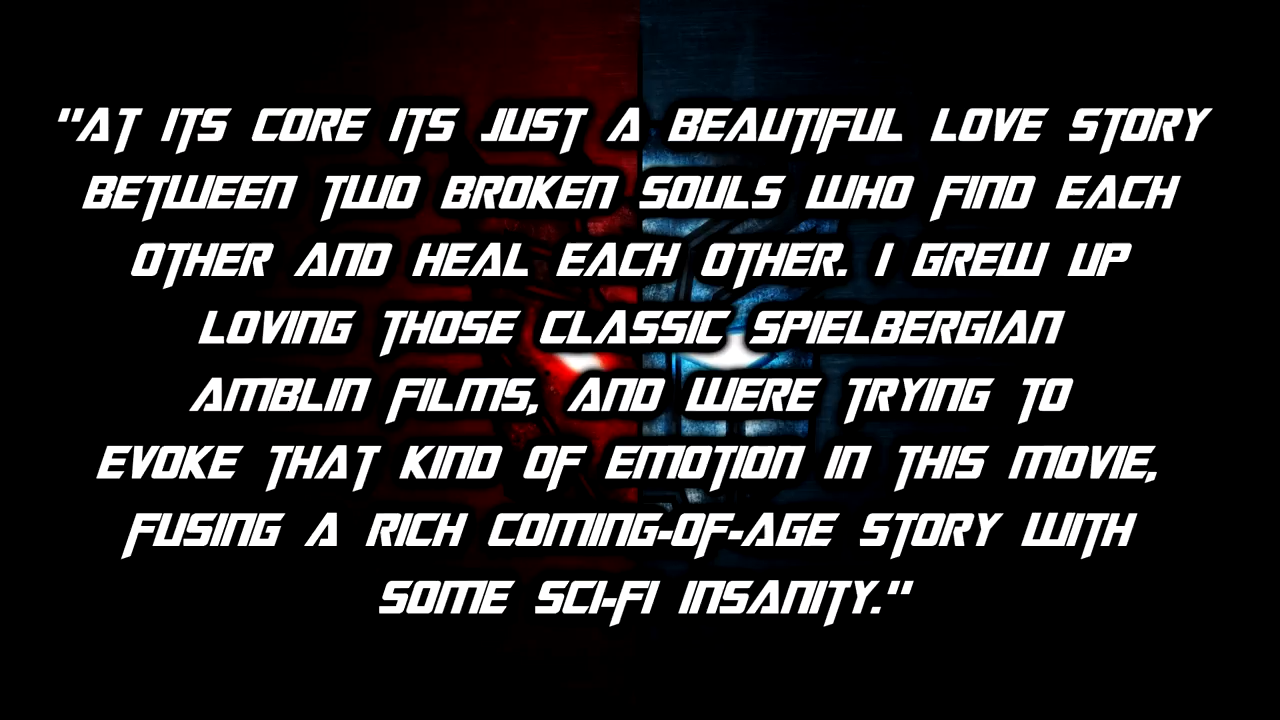 "AT ITS CORE ITS JUST A BEAUTIFUL LOVE STORY
BETWEEN TWO BROKEN SOULS WHO FIND EACH
OTHER AND HEAL EACH OTHER. I GREW UP
LOVING THOSE CLASSIC SPIELBERGIAN
AMBLIN FILMS, AND WERE TRYING TO
EVOKE THAT KIND OF EMOTION IN THIS MOVIE,
FUSING A RICH COMING-OF-AGE STORY WITH
SOME SCI-FI INSANITY."